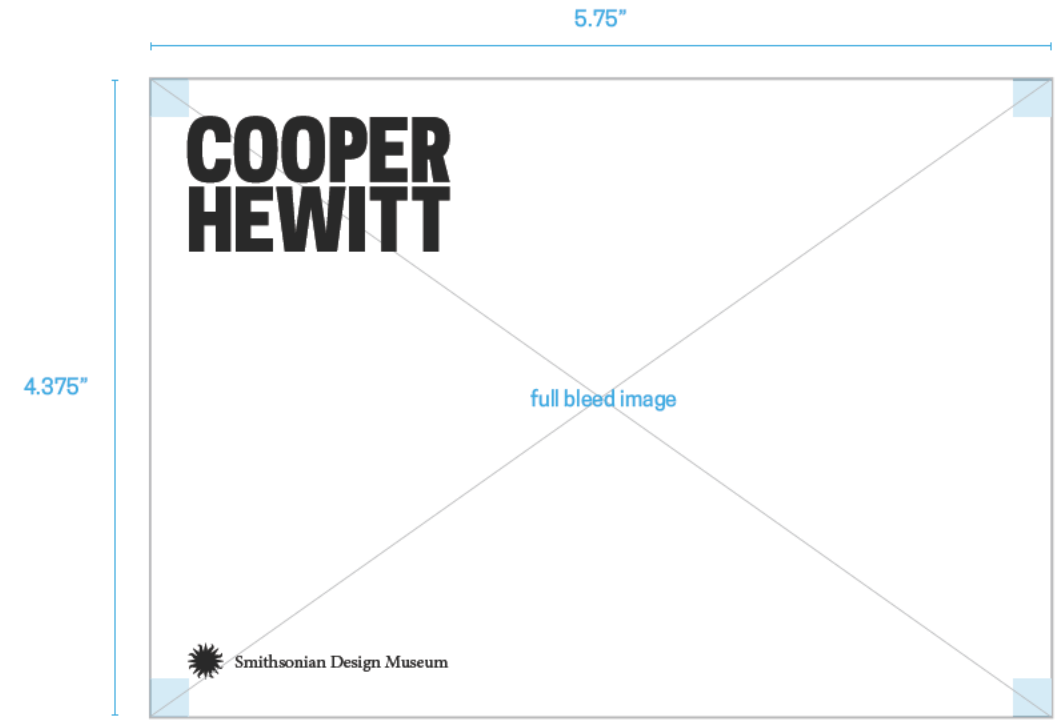 5.75”
COOPER
HEWITT
4.375”
full bleed image
Smithsonian Design Museum